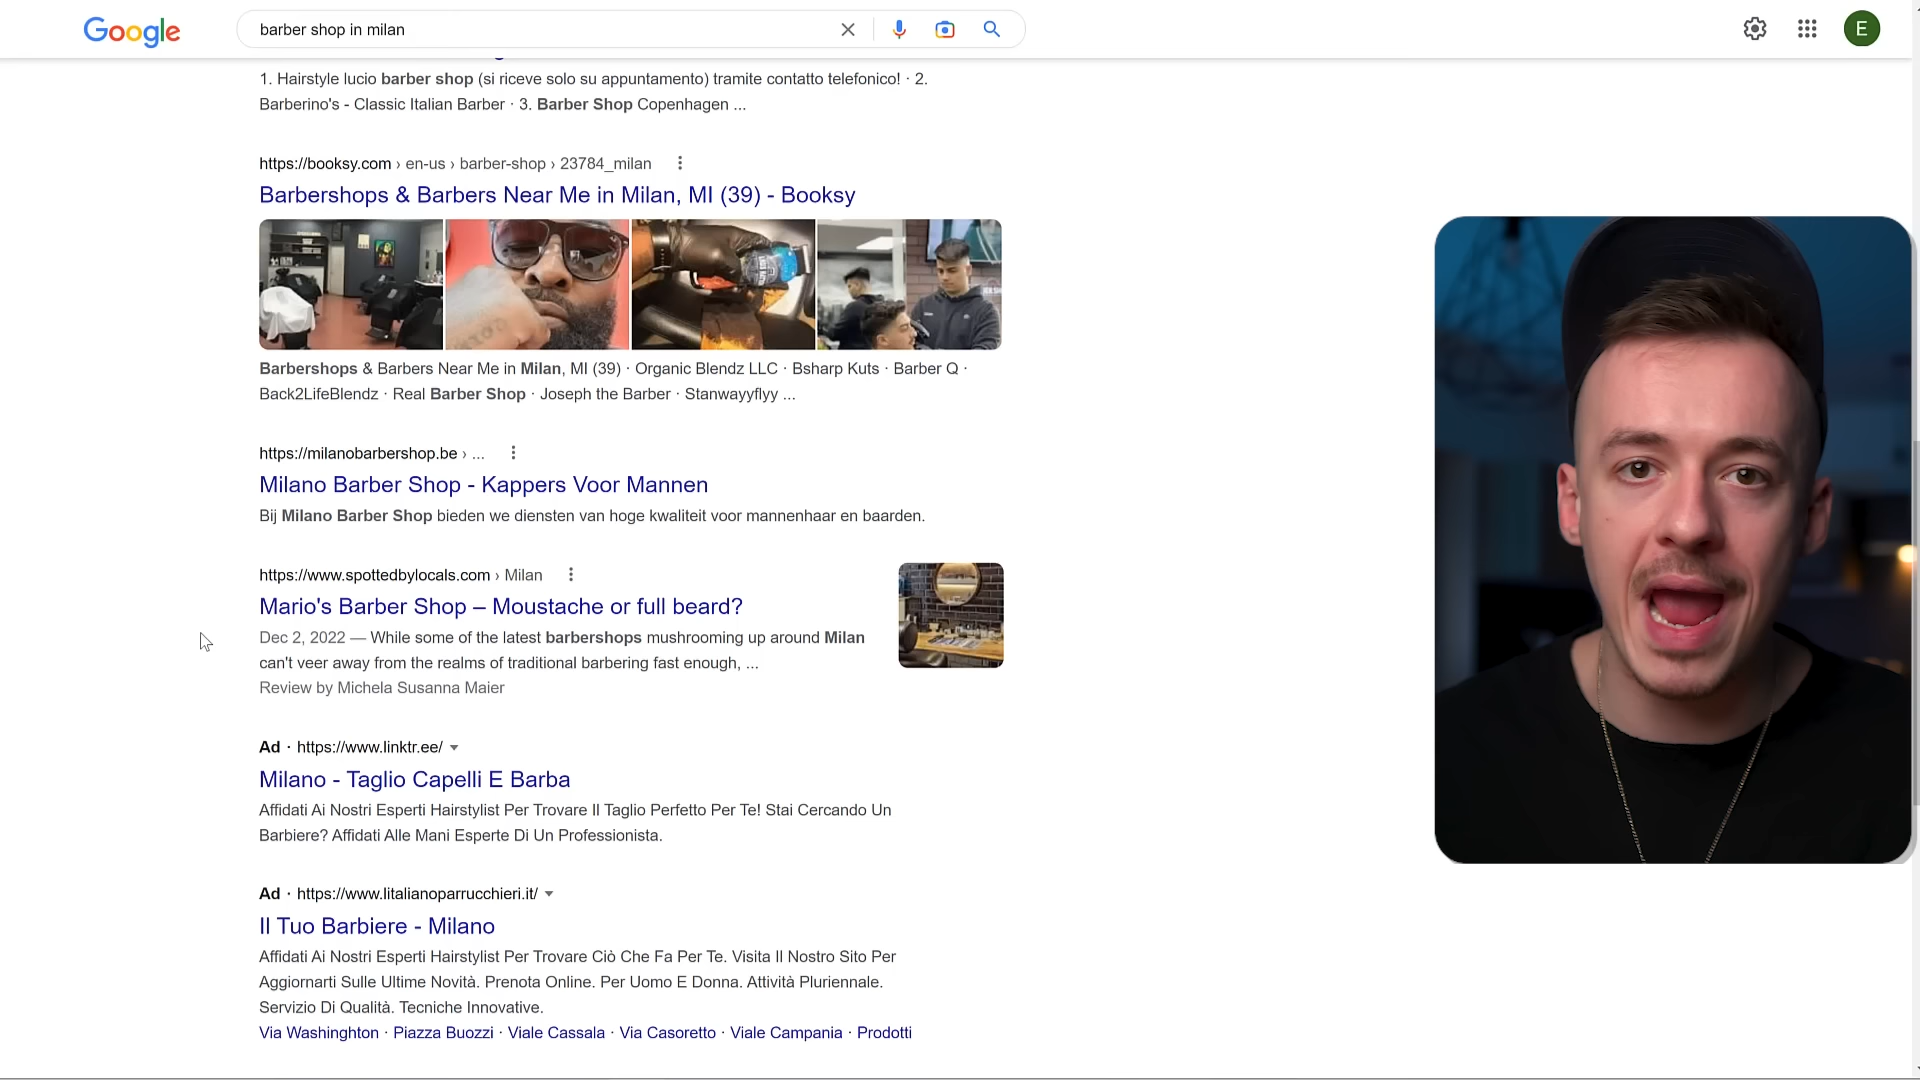 Google
barber shop in milan
E
1. Hairstyle lucio barber shop (si riceve solo su appuntamento) tramite contatto telefonico! · 2.
Barberino's - Classic Italian Barber · 3. Barber Shop Copenhagen ...
https://booksy.com › en-us › barber-shop › 23784_milan
Barbershops & Barbers Near Me in Milan, MI (39) - Booksy
Barbershops & Barbers Near Me in Milan, MI (39) · Organic Blendz LLC · Bsharp Kuts · Barber Q ·
Back2LifeBlendz · Real Barber Shop · Joseph the Barber · Stanwayyflyy ...
https://milanobarbershop.be › ...
Milano Barber Shop - Kappers Voor Mannen
Bij Milano Barber Shop bieden we diensten van hoge kwaliteit voor mannenhaar en baarden.
https://www.spottedbylocals.com › Milan
Mario's Barber Shop – Moustache or full beard?
Dec 2, 2022 — While some of the latest barbershops mushrooming up around Milan
can't veer away from the realms of traditional barbering fast enough, ...
Review by Michela Susanna Maier
Ad · https://www.linktr.ee/
Milano - Taglio Capelli E Barba
Affidati Ai Nostri Esperti Hairstylist Per Trovare Il Taglio Perfetto Per Te! Stai Cercando Un
Barbiere? Affidati Alle Mani Esperte Di Un Professionista.
Ad · https://www.litalianoparrucchieri.it/
Il Tuo Barbiere - Milano
Affidati Ai Nostri Esperti Hairstylist Per Trovare Ciò Che Fa Per Te. Visita Il Nostro Sito Per
Aggiornarti Sulle Ultime Novità. Prenota Online. Per Uomo E Donna. Attività Pluriennale.
Servizio Di Qualità. Tecniche Innovative.
Via Washinghton · Piazza Buozzi · Viale Cassala · Via Casoretto · Viale Campania · Prodotti